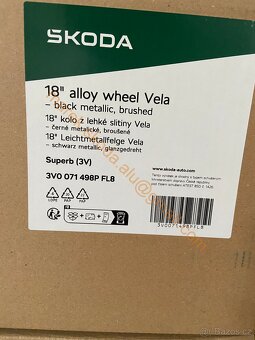 ŠKODA
18" alloy wheel Vela
– black metallic, brushed
18" kolo z lehké slitiny Vela
– černé metalické, broušené
18" Leichtmetallfelge Vela
– schwarz metallic, glanzgedreht
Superb (3V)
3V0 071 498P FL8
www.skoda-auto.com
3V0071498PFL8